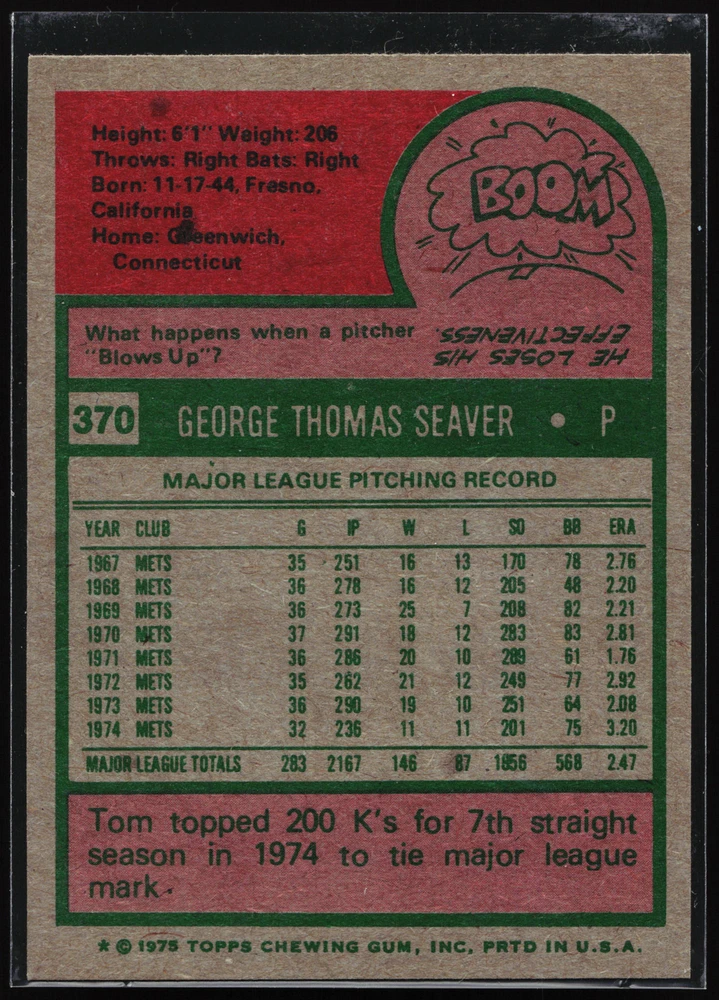 Height: 6'1" Weight: 206
Throws: Right Bats: Right
Born: 11-17-44, Fresno,
California
Home: Greenwich,
Connecticut
BOOM
What happens when a pitcher
"Blows Up"?
HE LOSES HIS
EFFECTIVENESS.
370 GEORGE THOMAS SEAVER • P
MAJOR LEAGUE PITCHING RECORD
YEAR CLUB G IP W L SO BB ERA
1967 METS 35 251 16 13 170 78 2.76
1968 METS 36 278 16 12 205 48 2.20
1969 METS 36 273 25 7 208 82 2.21
1970 METS 37 291 18 12 283 83 2.81
1971 METS 36 286 20 10 289 61 1.76
1972 METS 35 262 21 12 249 77 2.92
1973 METS 36 290 19 10 251 64 2.08
1974 METS 32 236 11 11 201 75 3.20
MAJOR LEAGUE TOTALS 283 2167 146 87 1856 568 2.47
Tom topped 200 K's for 7th straight
season in 1974 to tie major league
mark.
* © 1975 TOPPS CHEWING GUM, INC. PRTD IN U.S.A.